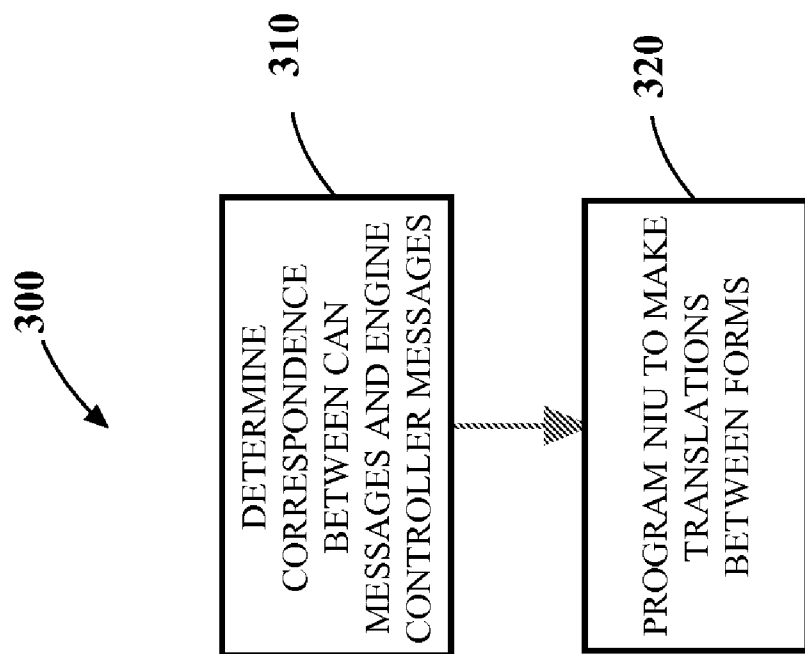 300
310
DETERMINE
CORRESPONDENCE
BETWEEN CAN
MESSAGES AND ENGINE
CONTROLLER MESSAGES
320
PROGRAM NIU TO MAKE
TRANSLATIONS
BETWEEN FORMS